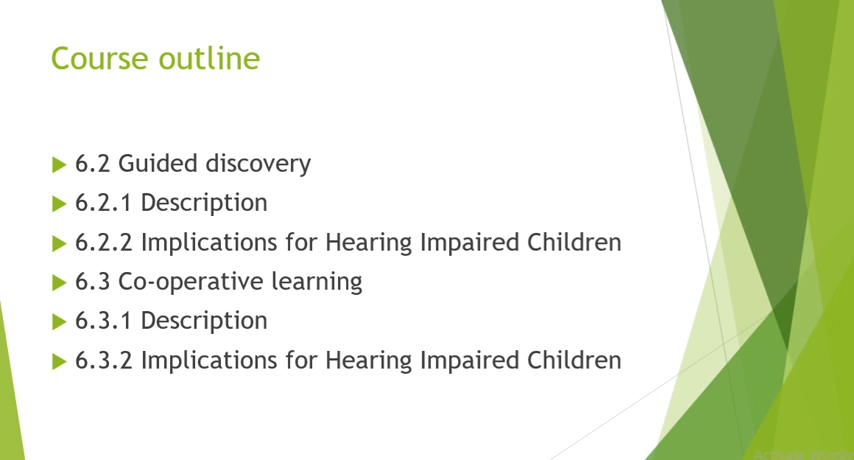 Course outline
6.2 Guided discovery
6.2.1 Description
6.2.2 Implications for Hearing Impaired Children
6.3 Co-operative learning
6.3.1 Description
6.3.2 Implications for Hearing Impaired Children